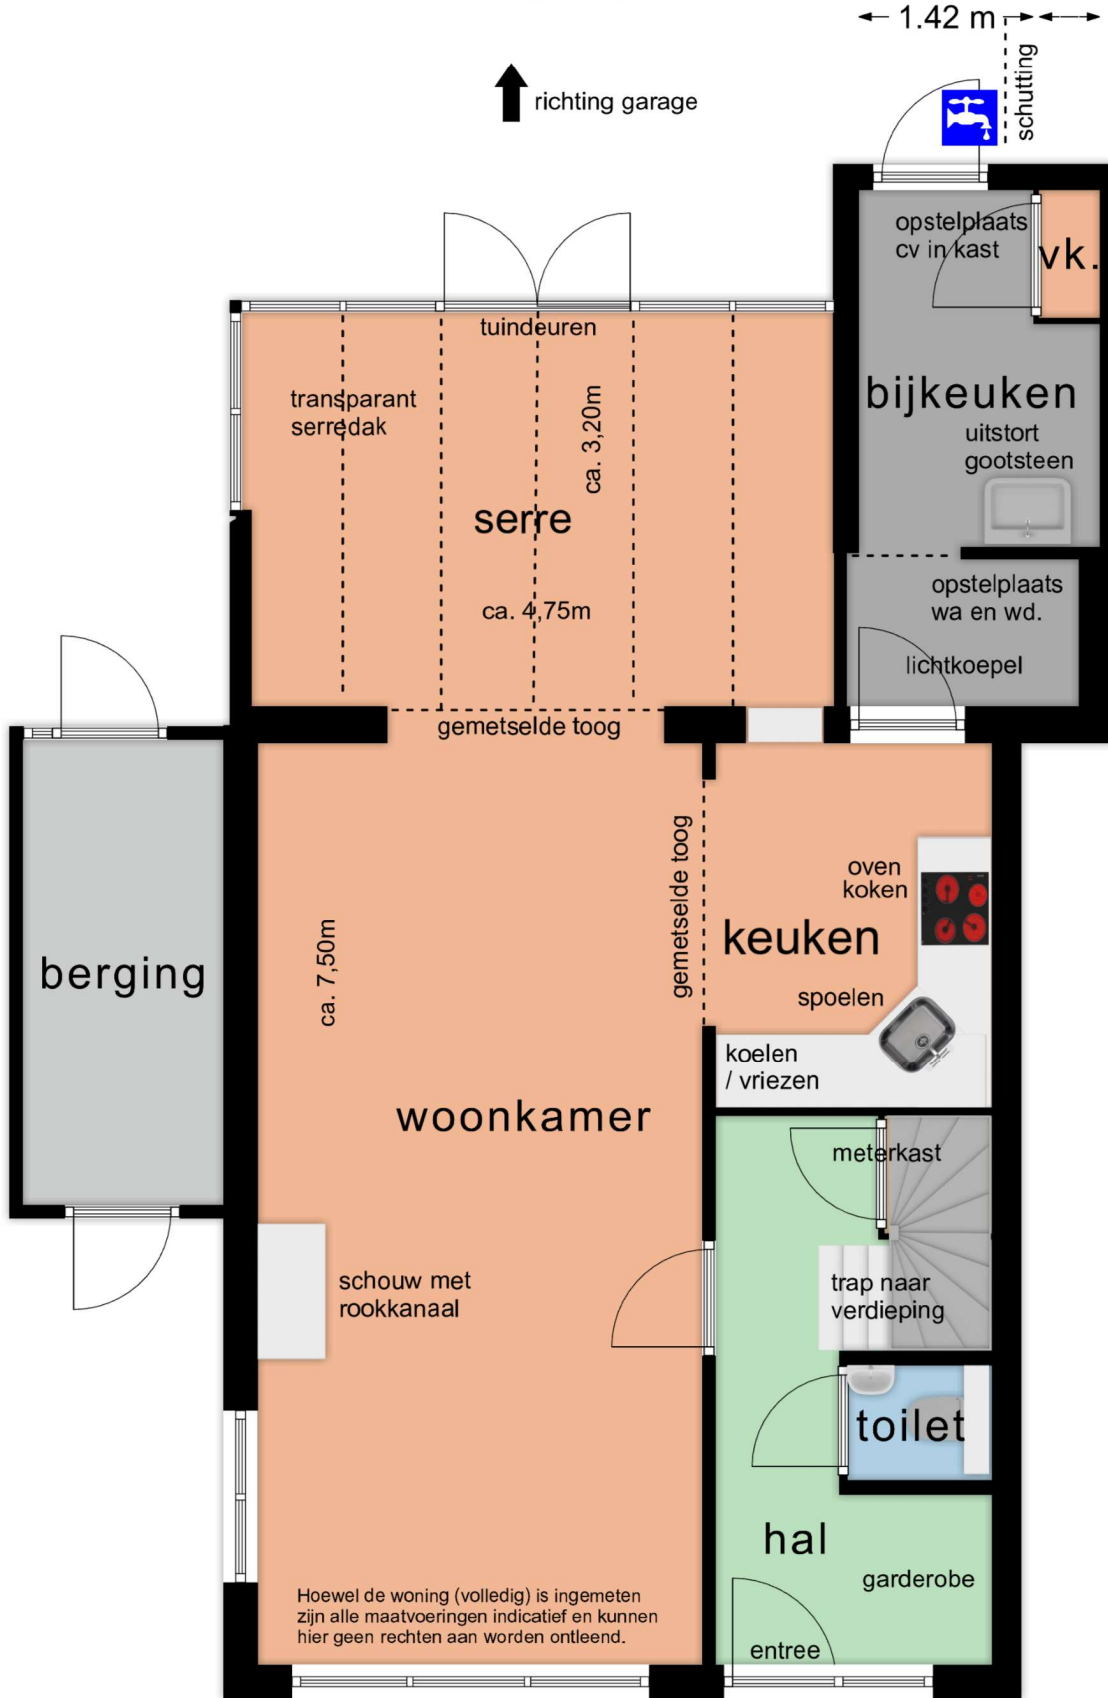 1.42 m
schutting
richting garage
opstelplaats
cv in kast
vk.
tuindeuren
transparant
serredak
ca. 3,20m
bijkeuken
uitstort
gootsteen
serre
ca. 4,75m
opstelplaats
wa en wd.
lichtkoepel
gemetselde toog
gemetselde toog
oven
koken
keuken
ca. 7,50m
berging
spoelen
koelen
/ vriezen
woonkamer
meterkast
schouw met
rookkanaal
trap naar
verdieping
toilet
hal
garderobe
Hoewel de woning (volledig) is ingemeten
zijn alle maatvoeringen indicatief en kunnen
hier geen rechten aan worden ontleend.
entree